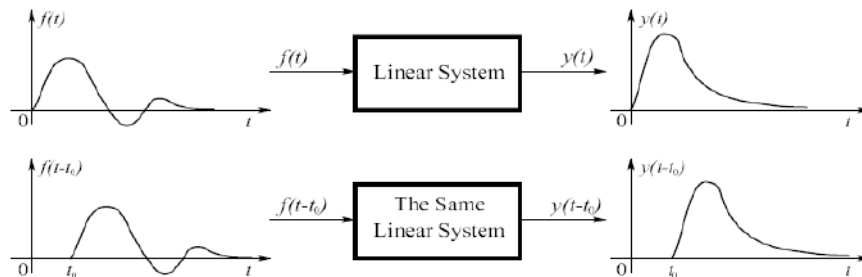 f(t)
0
t
f(t)
Linear System
y(t)
y(t)
0
t
f(t-t₀)
0
t₀
t
f(t-t₀)
The Same
Linear System
y(t-t₀)
y(t-t₀)
0
t₀
t